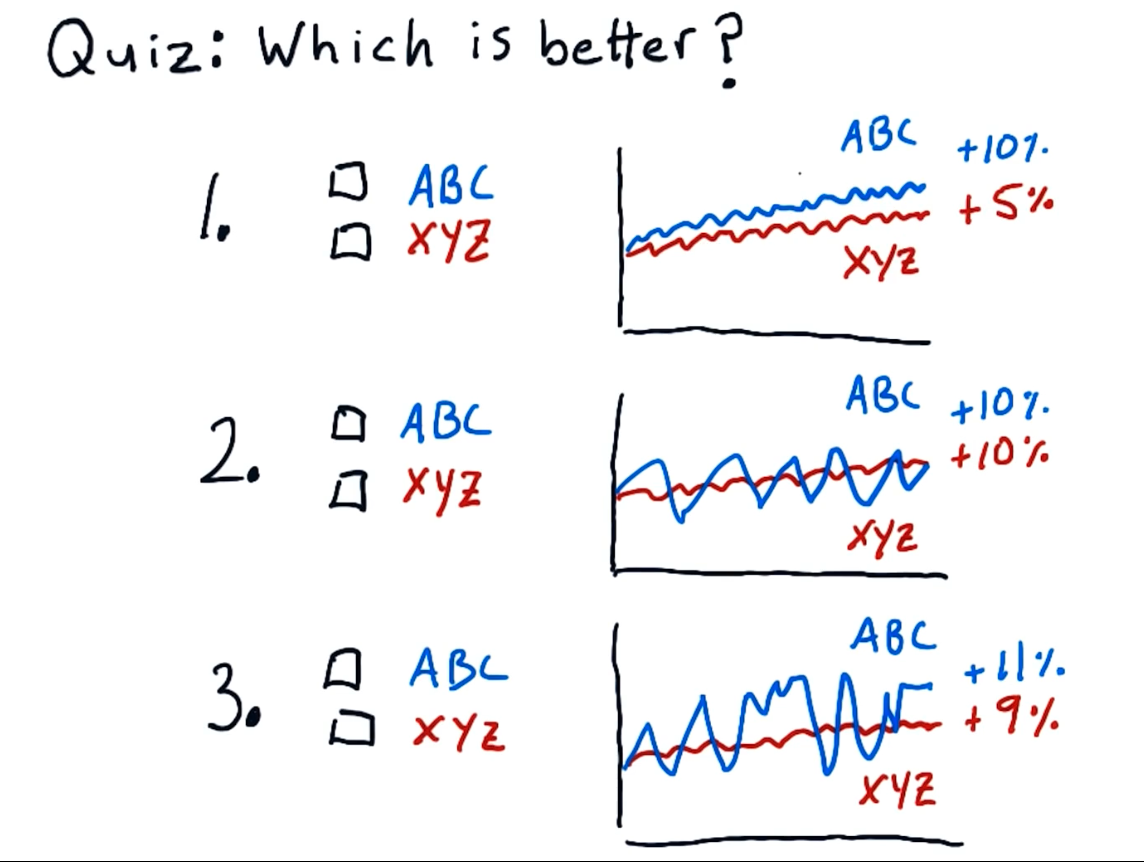 Quiz: Which is better?
1.
ABC
XYZ
ABC +10%
+5%
XYZ
2.
ABC
XYZ
ABC +10%
+10%
XYZ
3.
ABC
XYZ
ABC
+11%
+9%
XYZ